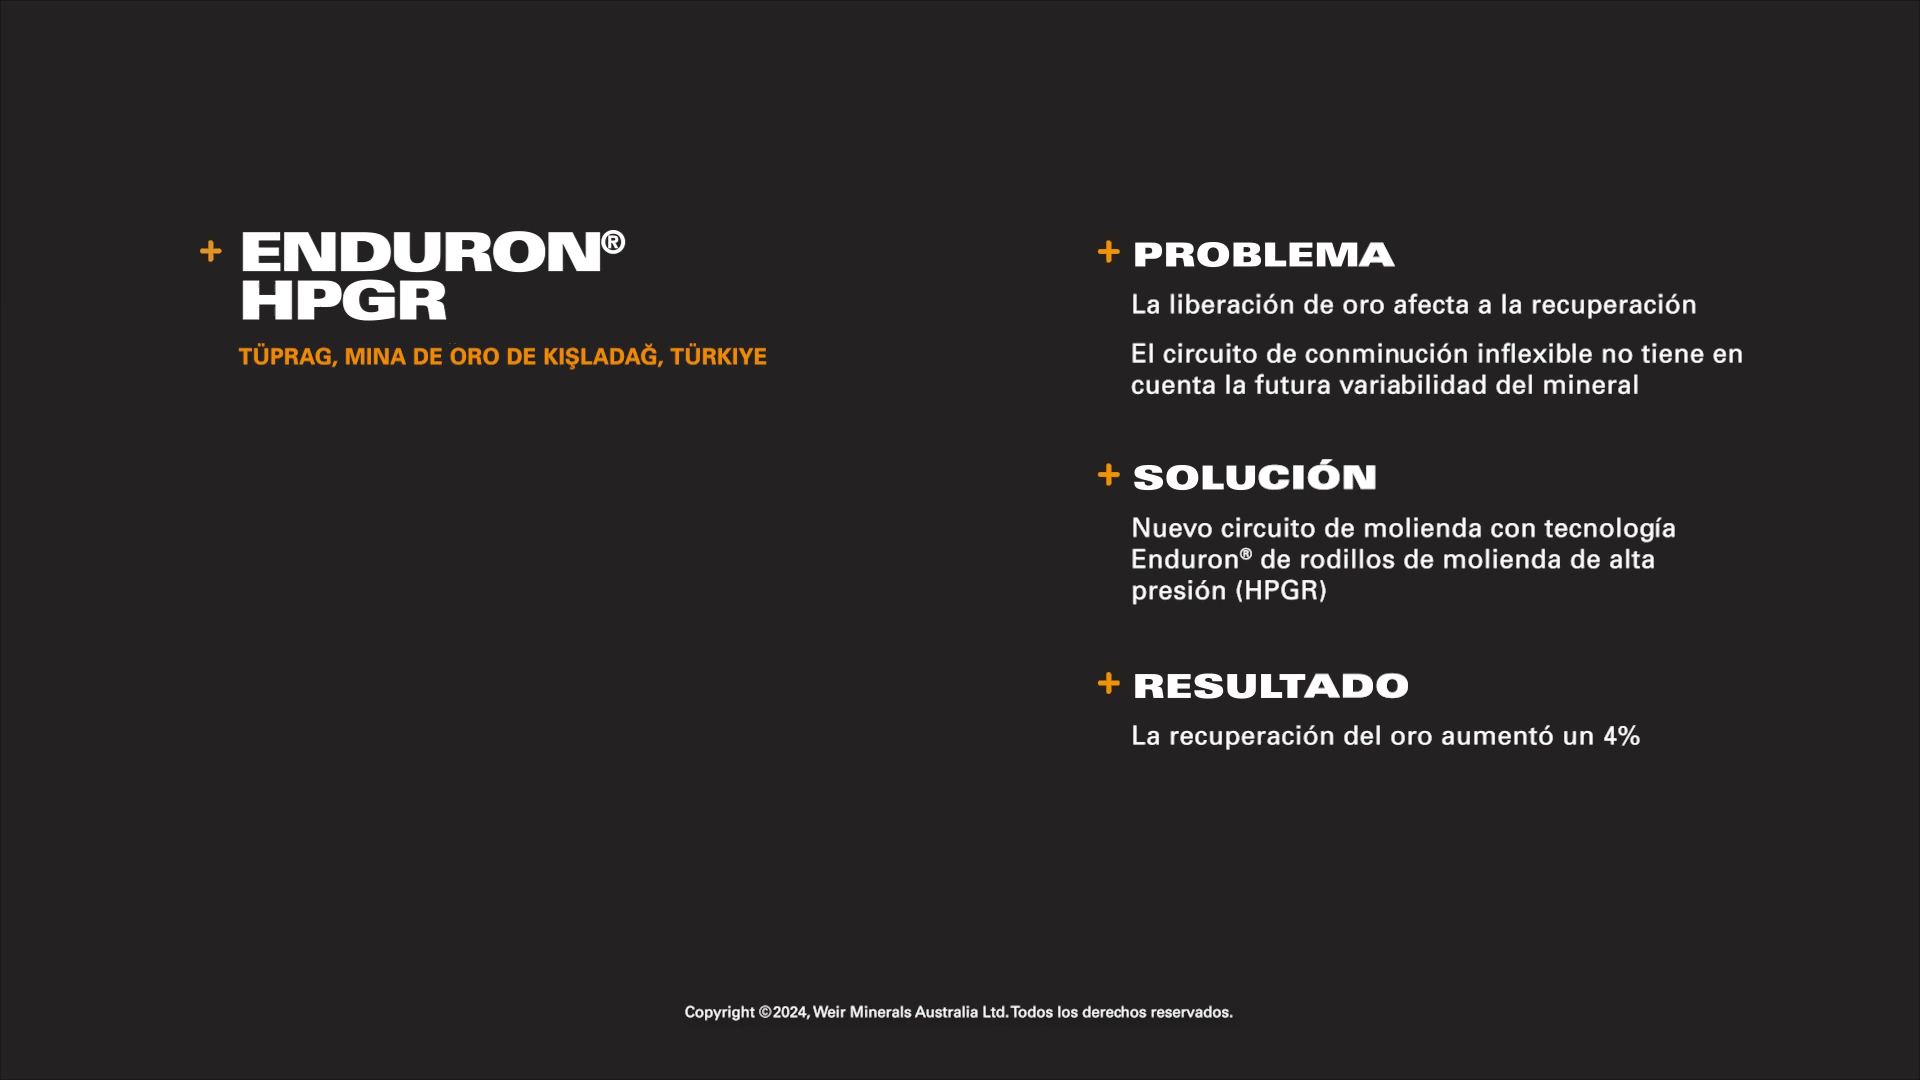 + ENDURON®
HPGR
TÜPRAG, MINA DE ORO DE KIŞLADAĞ, TÜRKIYE
+ PROBLEMA
La liberación de oro afecta a la recuperación
El circuito de conminución inflexible no tiene en
cuenta la futura variabilidad del mineral
+ SOLUCIÓN
Nuevo circuito de molienda con tecnología
Enduron® de rodillos de molienda de alta
presión (HPGR)
+ RESULTADO
La recuperación del oro aumentó un 4%
Copyright ©2024, Weir Minerals Australia Ltd. Todos los derechos reservados.